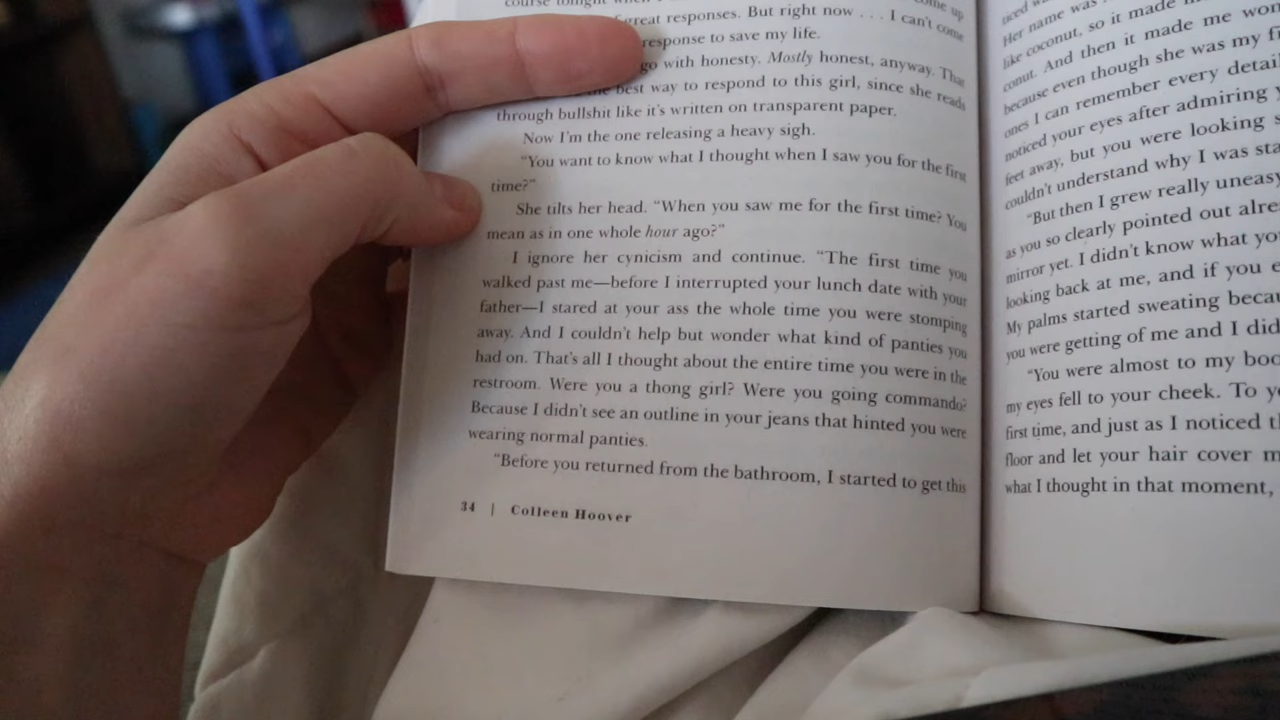 course tonight when I
come up
great responses. But right now . . . I can't come
response to save my life.
go with honesty. Mostly honest, anyway. That
best way to respond to this girl, since she reads
through bullshit like it's written on transparent paper.
Now I'm the one releasing a heavy sigh.
"You want to know what I thought when I saw you for the first
time?"
She tilts her head. "When you saw me for the first time? You
mean as in one whole hour ago?"
I ignore her cynicism and continue. "The first time you
walked past me—before I interrupted your lunch date with your
father—I stared at your ass the whole time you were stomping
away. And I couldn't help but wonder what kind of panties you
had on. That's all I thought about the entire time you were in the
restroom. Were you a thong girl? Were you going commando?
Because I didn't see an outline in your jeans that hinted you were
wearing normal panties.
"Before you returned from the bathroom, I started to get this
34 | Colleen Hoover
Her name was
like coconut, so it made
conut. And then it made me
because even though she was my
ones I can remember every
noticed your eyes after admiring
feet away, but you were looking
couldn't understand why I was
"But then I grew really
as you so clearly pointed out
mirror yet. I didn't know what
looking back at me, and if you
My palms started sweating
you were getting of me and I
"You were almost to my
my eyes fell to your cheek. To
first time, and just as I noticed
floor and let your hair cover
what I thought in that moment,